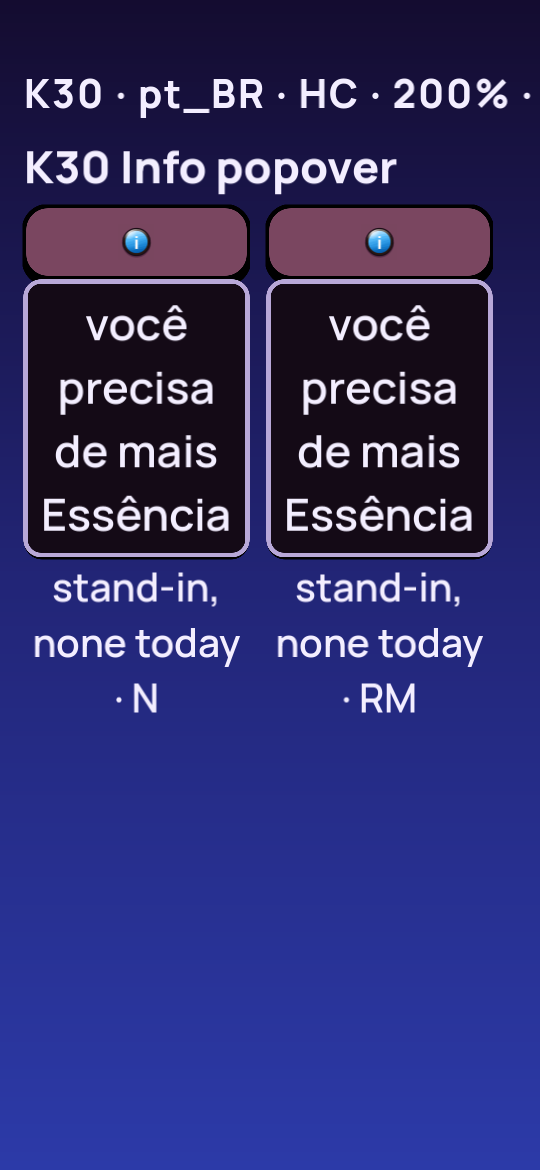 K30 · pt_BR · HC · 200% ·
K30 Info popover
você
precisa
de mais
Essência
stand-in,
none today
· N
você
precisa
de mais
Essência
stand-in,
none today
· RM